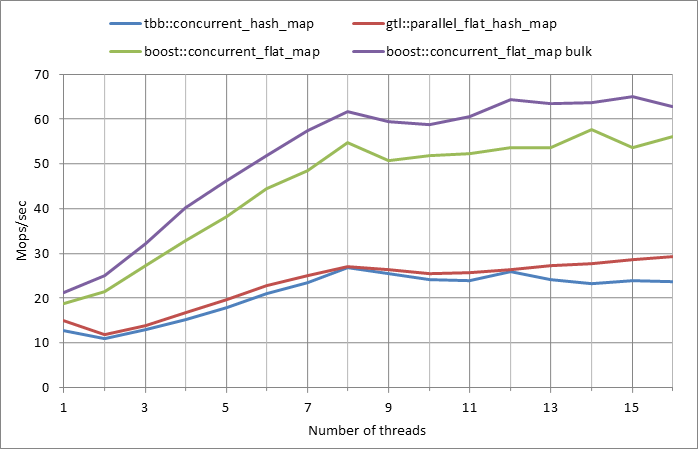 tbb::concurrent_hash_map gtl::parallel_flat_hash_map
boost::concurrent_flat_map boost::concurrent_flat_map bulk
70
60
50
40
30
20
10
0
Mops/sec
1 3 5 7 9 11 13 15
Number of threads